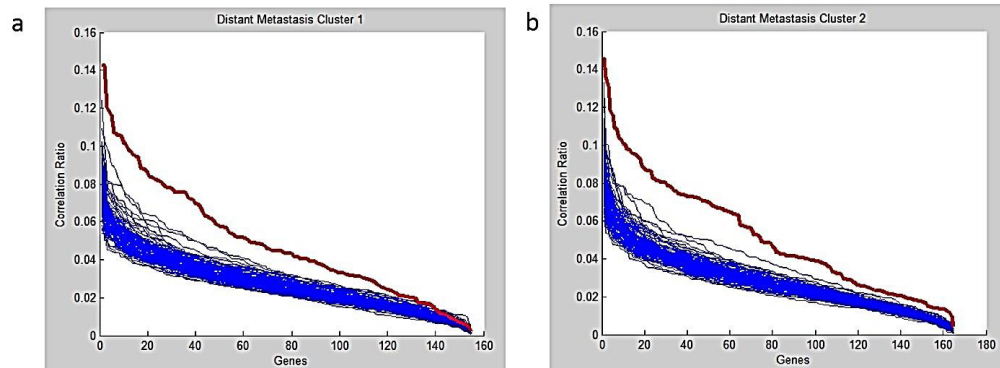 a
Distant Metastasis Cluster 1
0.16
0.14
0.12
0.1
0.08
0.06
0.04
0.02
0
Correlation Ratio
0 20 40 60 80 100 120 140 160
Genes
b
Distant Metastasis Cluster 2
0.16
0.14
0.12
0.1
0.08
0.06
0.04
0.02
0
Correlation Ratio
0 20 40 60 80 100 120 140 160 180
Genes